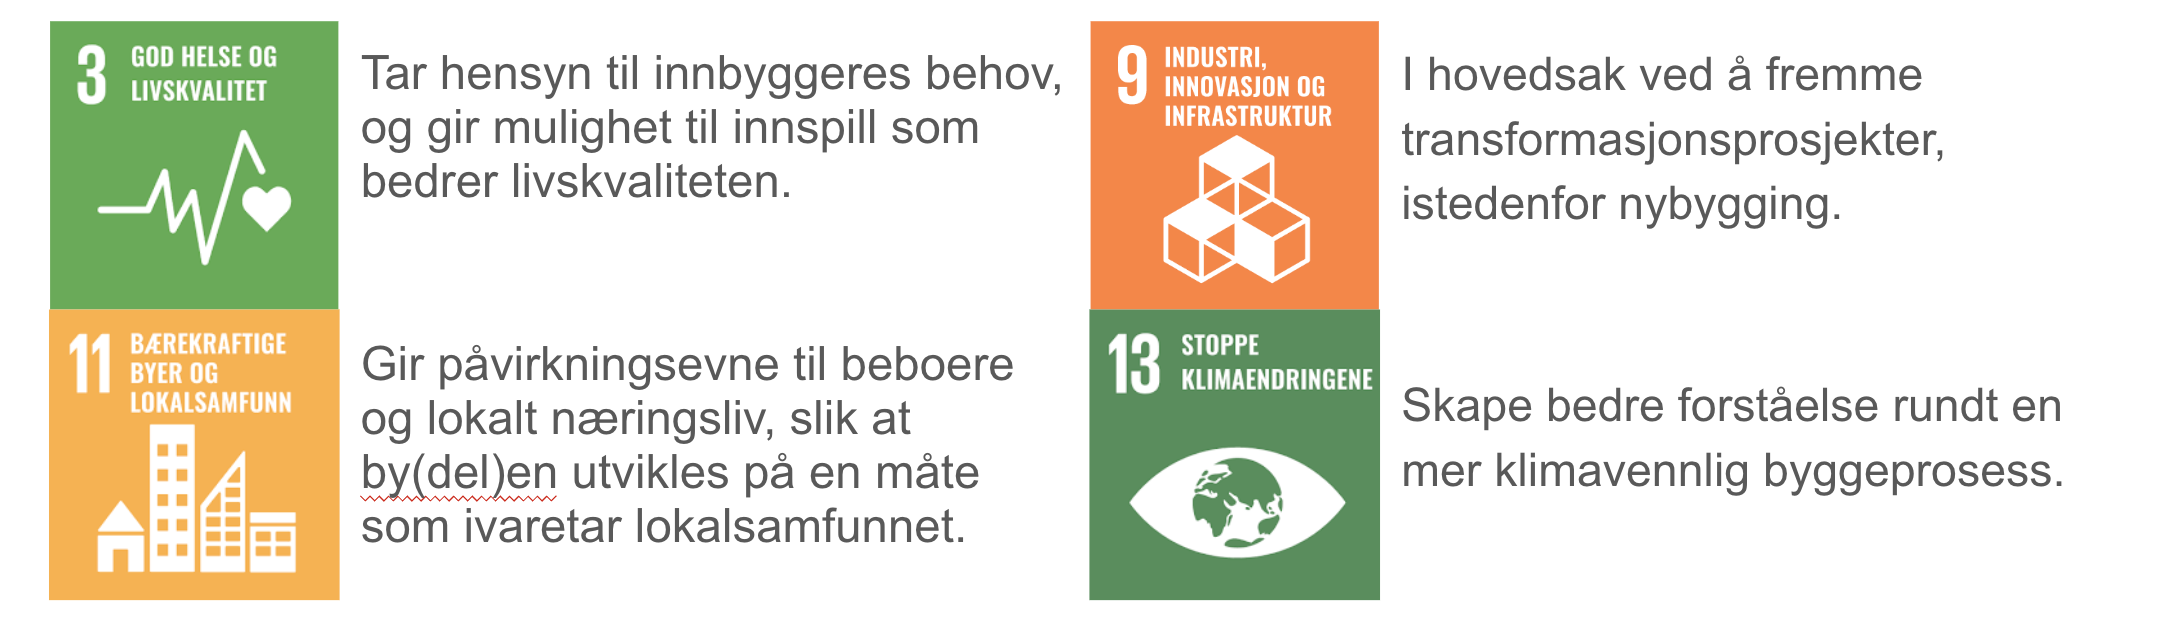 3 GOD HELSE OG
LIVSKVALITET
Tar hensyn til innbyggeres behov,
og gir mulighet til innspill som
bedrer livskvaliteten.
9 INDUSTRI,
INNOVASJON OG
INFRASTRUKTUR
I hovedsak ved å fremme
transformasjonsprosjekter,
istedenfor nybygging.
11 BÆREKRAFTIGE
BYER OG
LOKALSAMFUNN
Gir påvirkningsevne til beboere
og lokalt næringsliv, slik at
by(del)en utvikles på en måte
som ivaretar lokalsamfunnet.
13 STOPPE
KLIMAENDRINGENE
Skape bedre forståelse rundt en
mer klimavennlig byggeprosess.